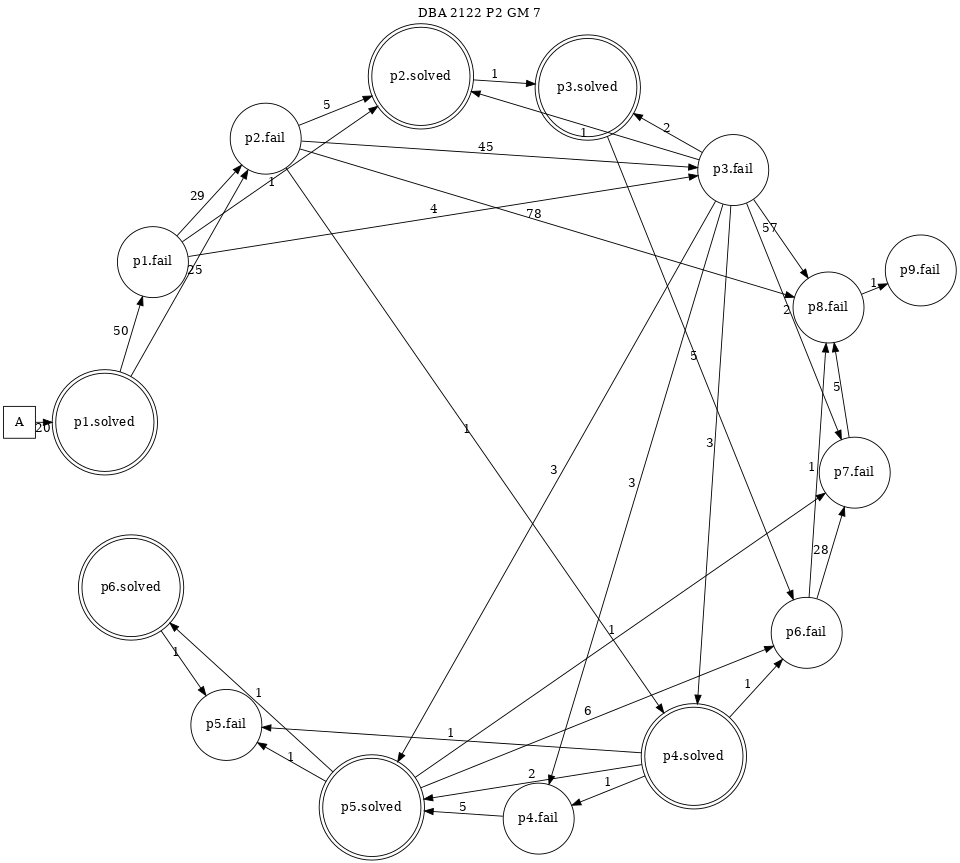 DBA 2122 P2 GM 7
p2.solved
1
p3.solved
5
p2.fail
1
2
45
p3.fail
1
29
4
78
57
p1.fail
25
p9.fail
1
p8.fail
2
50
5
5
A
20
p1.solved
1
3
3
3
1
p7.fail
28
p6.solved
1
1
p6.fail
1
1
6
p5.fail
1
1
p4.solved
2
1
p5.solved
5
p4.fail